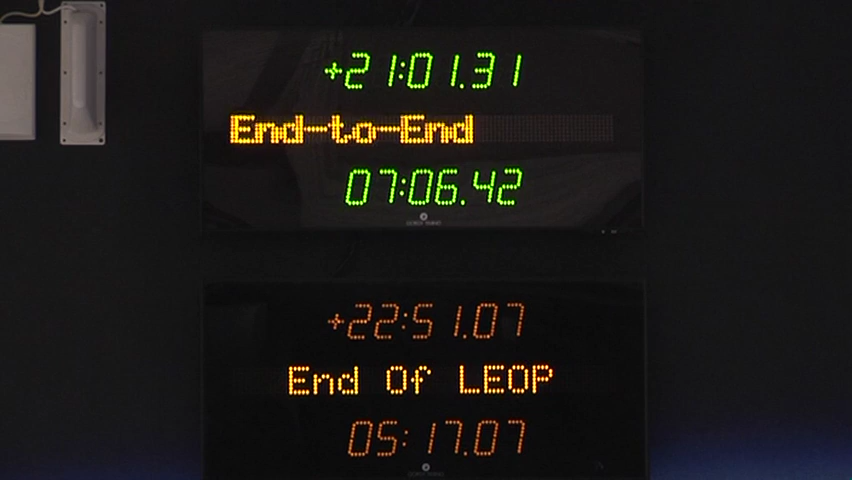 +21:01.31
End-to-End
07:06.42
+22:51.07
End Of LEOP
05:17.07